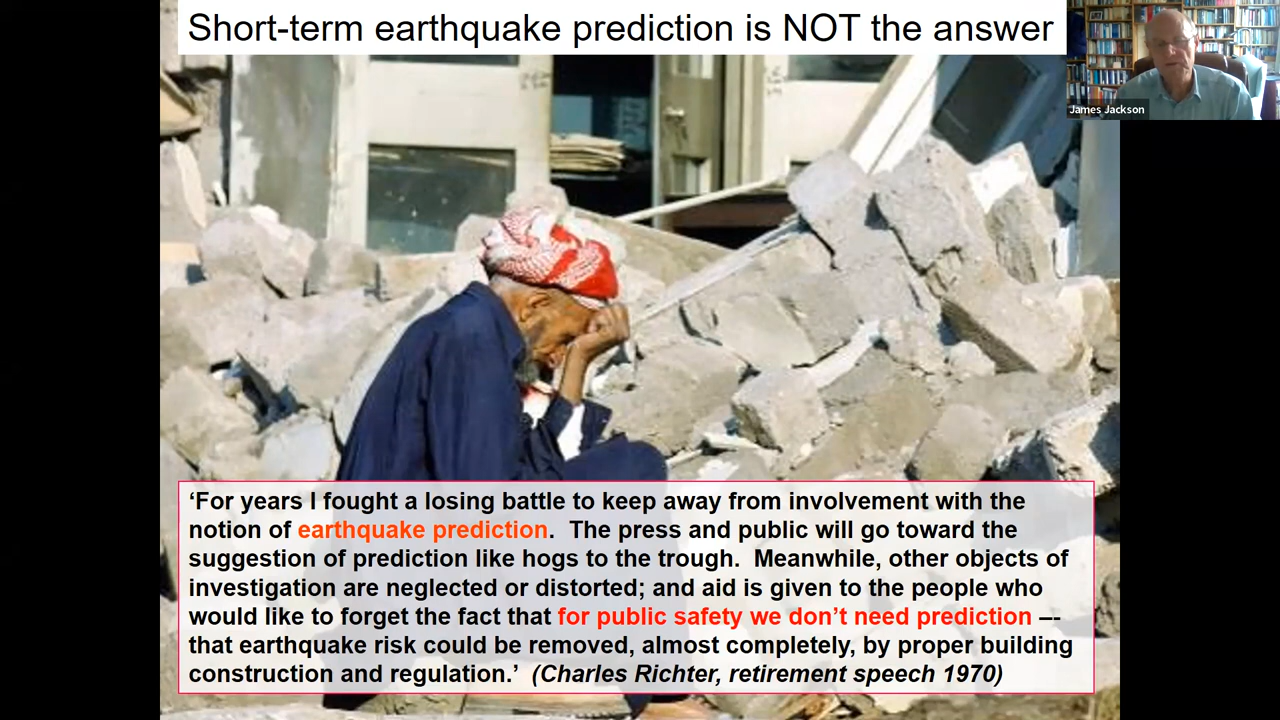 Short-term earthquake prediction is NOT the answer
James Jackson
‘For years I fought a losing battle to keep away from involvement with the
notion of earthquake prediction.  The press and public will go toward the
suggestion of prediction like hogs to the trough.  Meanwhile, other objects of
investigation are neglected or distorted; and aid is given to the people who
would like to forget the fact that for public safety we don’t need prediction –-
that earthquake risk could be removed, almost completely, by proper building
construction and regulation.’  (Charles Richter, retirement speech 1970)